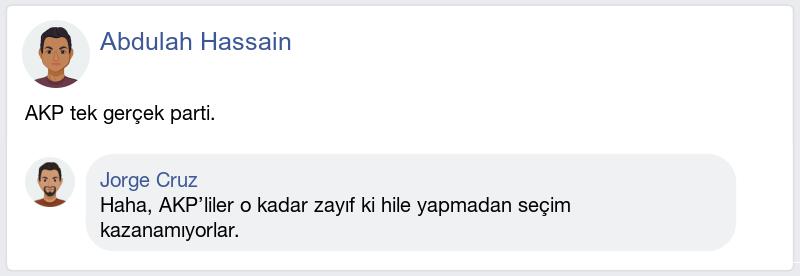 Abdulah Hassain
AKP tek gerçek parti.
Jorge Cruz
Haha, AKP’liler o kadar zayıf ki hile yapmadan seçim
kazanamıyorlar.